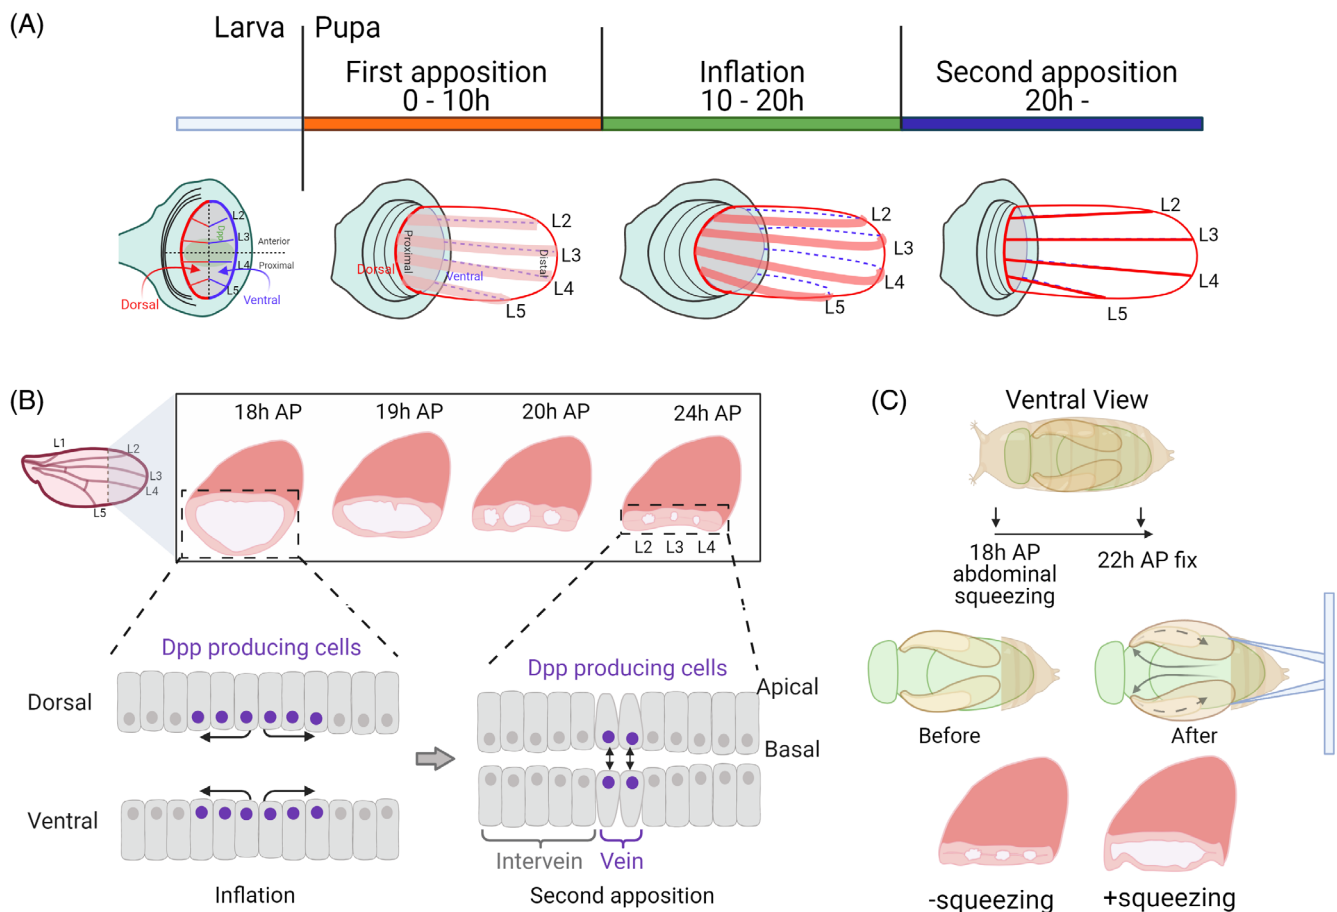 (A)
Larva
Pupa
First apposition
0 - 10h
Inflation
10 - 20h
Second apposition
20h -
L2
L3
L4
L5
Dpp
Anterior
Proximal
Dorsal
Ventral
Proximal
Dorsal
Ventral
Distal
L2
L3
L4
L5
L2
L3
L4
L5
L2
L3
L4
L5
(B)
L1
L2
L3
L4
L5
18h AP
19h AP
20h AP
24h AP
L2 L3 L4
Dpp producing cells
Dorsal
Ventral
Inflation
Dpp producing cells
Apical
Basal
Intervein
Vein
Second apposition
(C)
Ventral View
18h AP
abdominal
squeezing
22h AP fix
Before
After
-squeezing
+squeezing